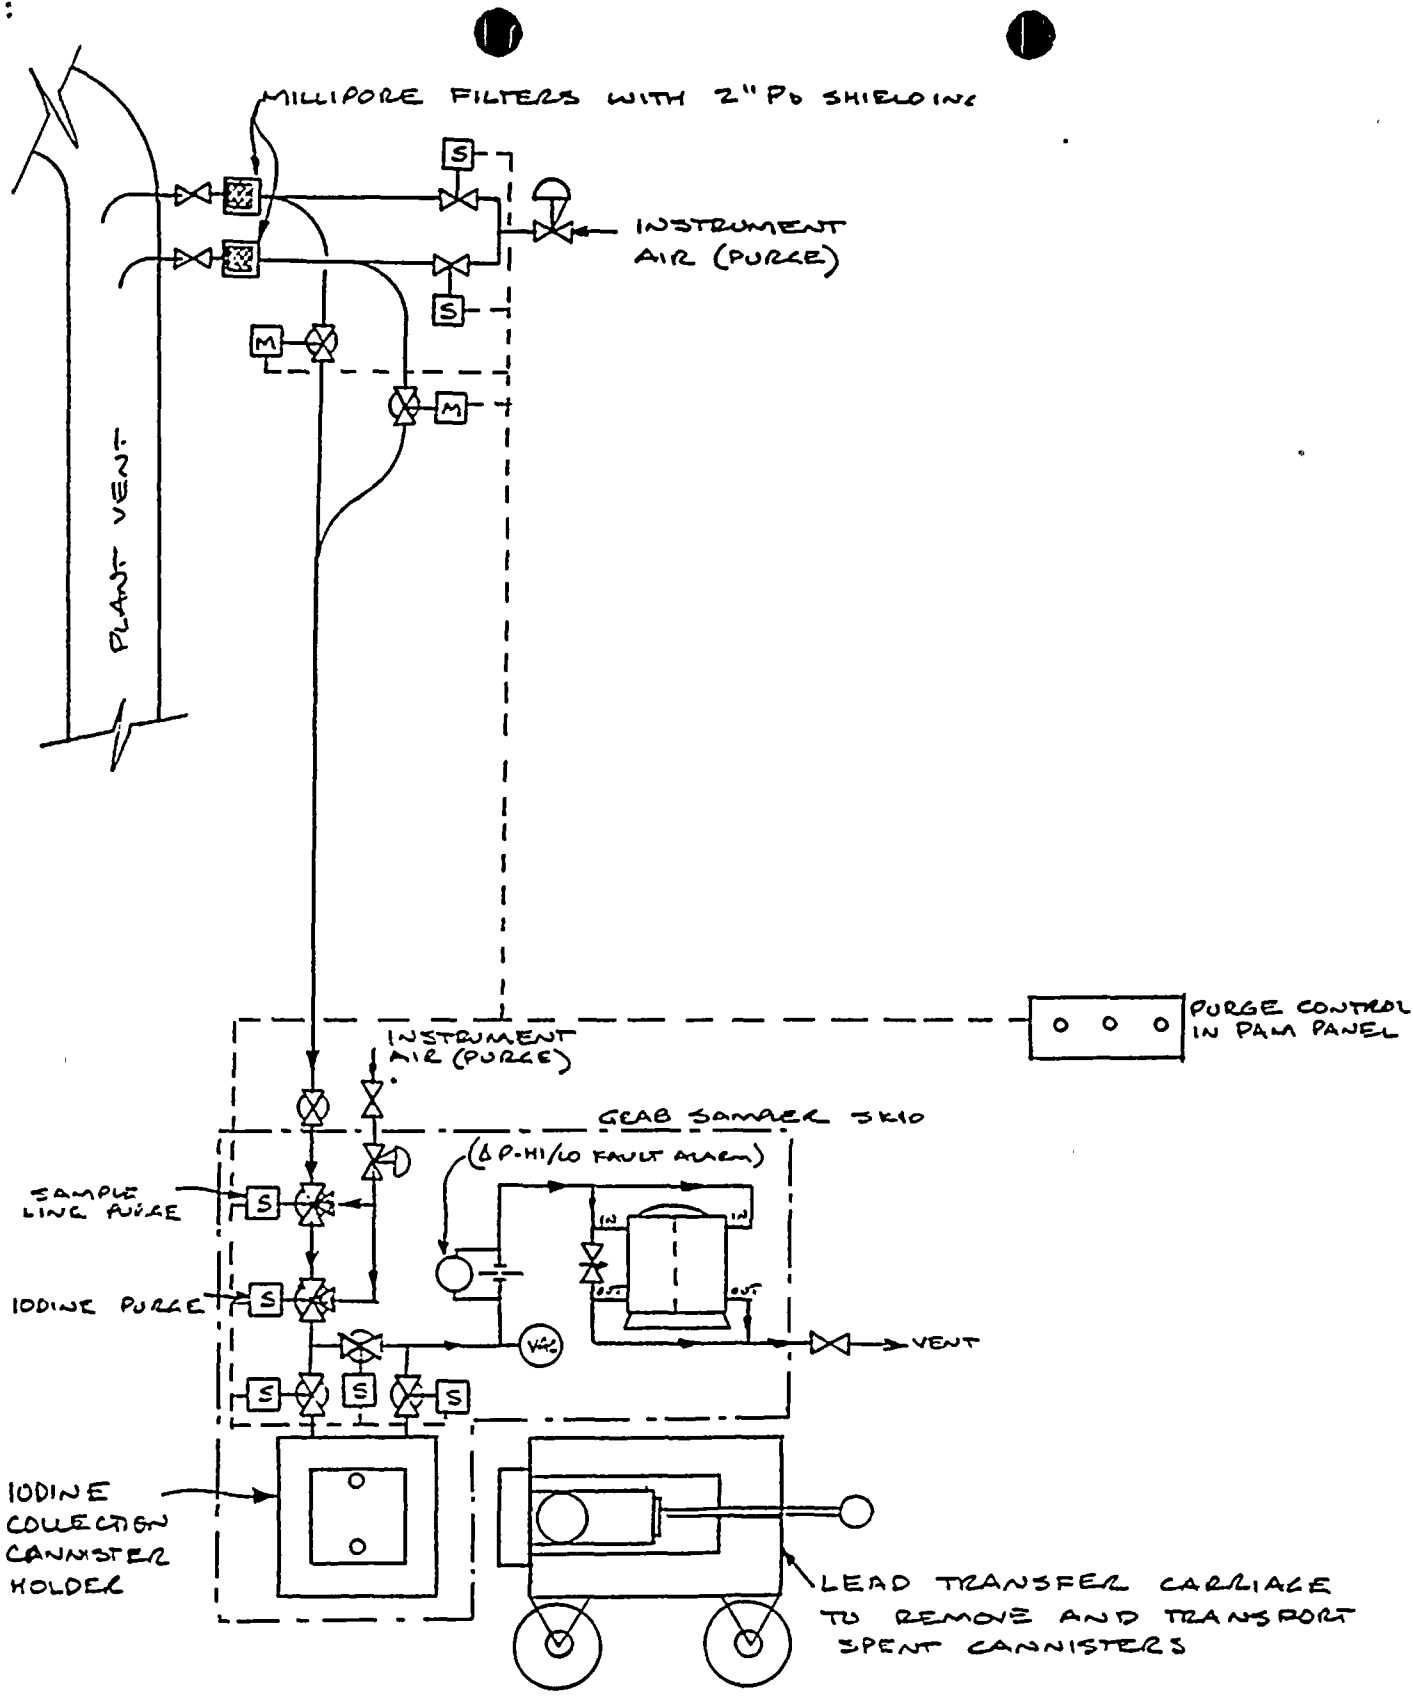 MILLIPORE FILTERS WITH 2" Pb SHIELDING
S
INSTRUMENT
AIR (PURGE)
S
M
M
PLANT VENT
PURGE CONTROL
IN PAM PANEL
INSTRUMENT
AIR (PURGE)
GRAB SAMPLER SKID
(ΔP-HI/LO FAULT ALARM)
SAMPLE
LINE PURGE
S
IN
IN
IODINE PURGE
S
OUT
OUT
VAC
VENT
S
S
S
IODINE
COLLECTION
CANNISTER
HOLDER
LEAD TRANSFER CARRIAGE
TO REMOVE AND TRANSPORT
SPENT CANNISTERS